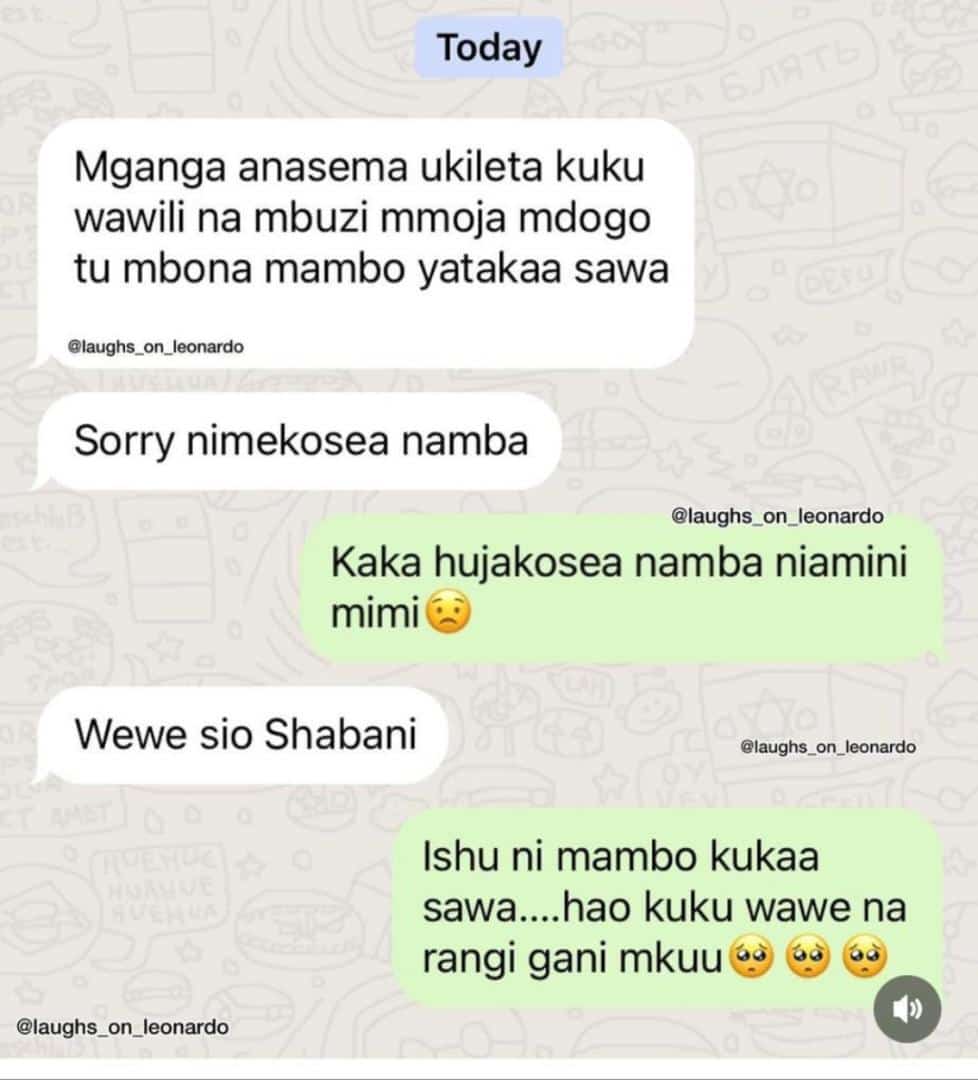 Today
Mganga anasema ukileta kuku
wawili na mbuzi mmoja mdogo
tu mbona mambo yatakaa sawa
@laughs_on_leonardo
Sorry nimekosea namba
@laughs_on_leonardo
Kaka hujakosea namba niamini
mimi😟
Wewe sio Shabani
@laughs_on_leonardo
Ishu ni mambo kukaa
sawa....hao kuku wawe na
rangi gani mkuu🥺🥺🥺
@laughs_on_leonardo